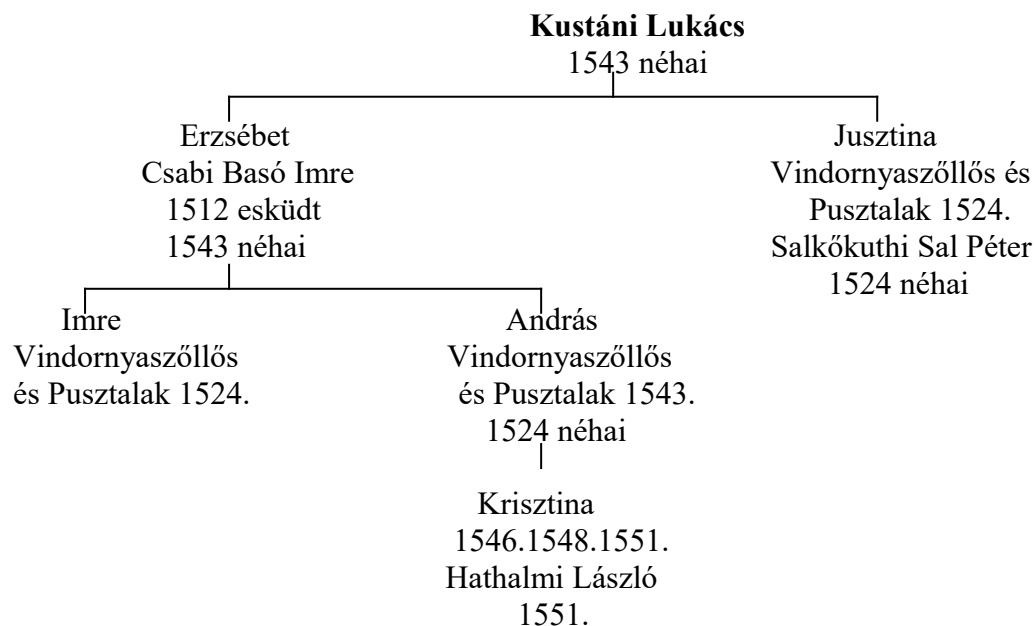 Kustáni Lukács
1543 néhai
Erzsébet
Csabi Basó Imre
1512 esküdt
1543 néhai
Jusztina
Vindornyaszőllős és
Pusztalak 1524.
Salkőkuthi Sal Péter
1524 néhai
Imre
Vindornyaszőllős
és Pusztalak 1524.
András
Vindornyaszőllős
és Pusztalak 1543.
1524 néhai
Krisztina
1546.1548.1551.
Hathalmi László
1551.